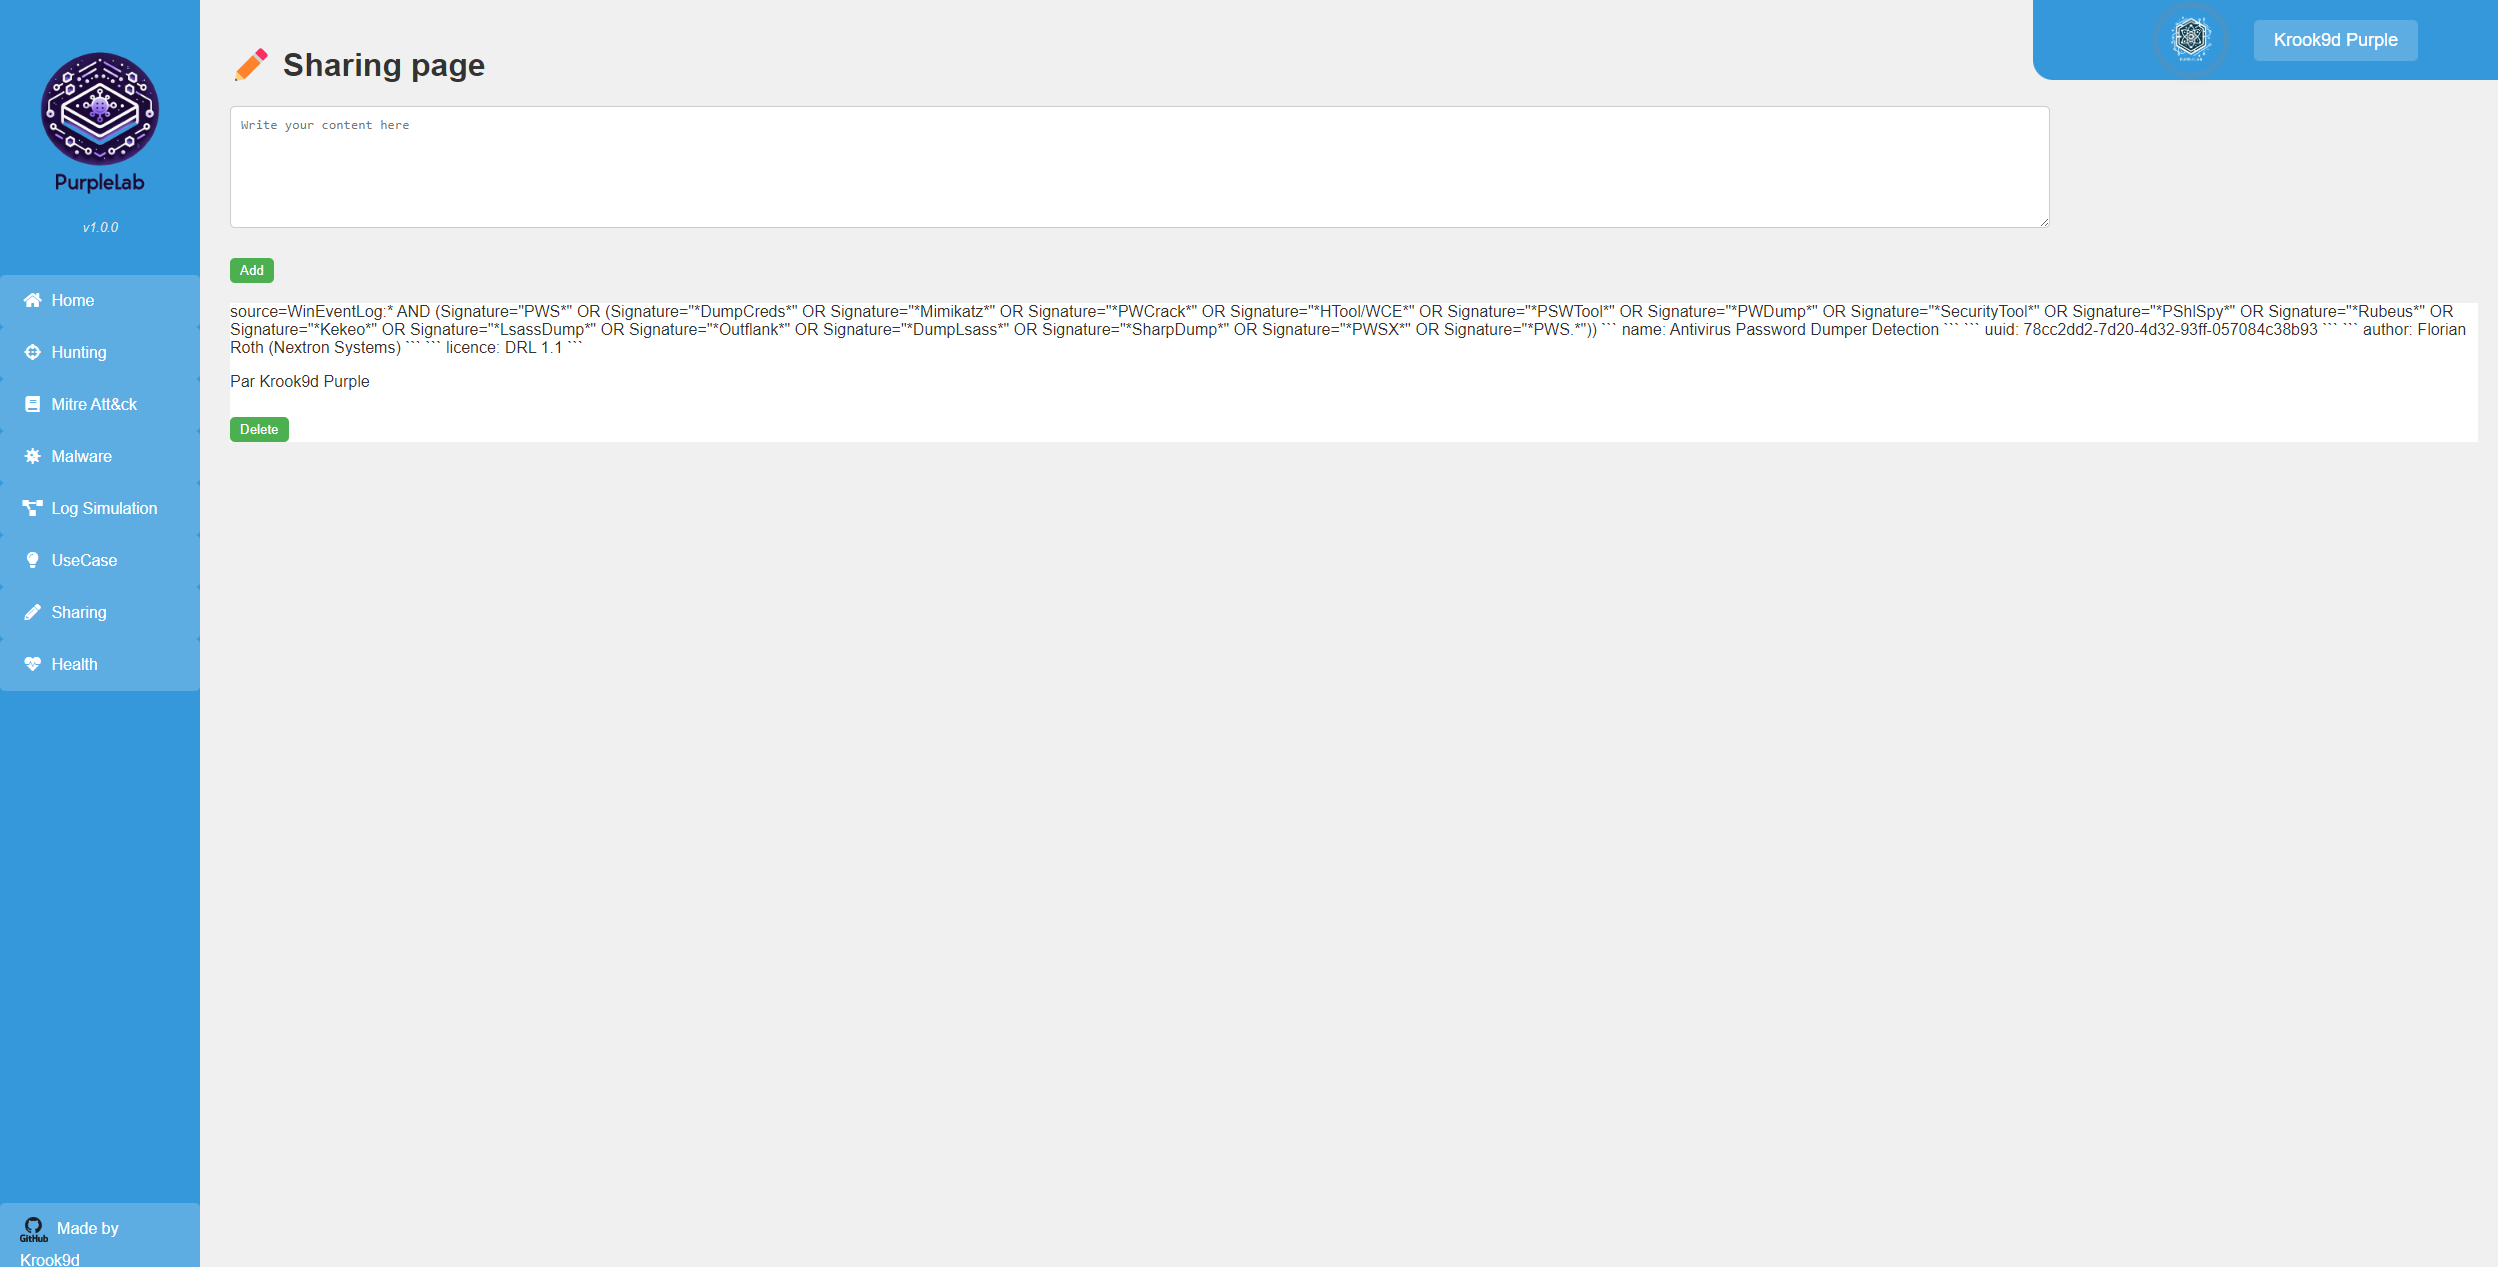 PurpleLab
v1.0.0
Home
Hunting
Mitre Att&ck
Malware
Log Simulation
UseCase
Sharing
Health
GitHub Made by
Krook9d
Sharing page
Krook9d Purple
Write your content here
Add
source=WinEventLog:* AND (Signature="PWS*" OR (Signature="*DumpCreds*" OR Signature="*Mimikatz*" OR Signature="*PWCrack*" OR Signature="*HTool/WCE*" OR Signature="*PSWTool*" OR Signature="*PWDump*" OR Signature="*SecurityTool*" OR Signature="*PShlSpy*" OR Signature="*Rubeus*" OR
Signature="*Kekeo*" OR Signature="*LsassDump*" OR Signature="*Outflank*" OR Signature="*DumpLsass*" OR Signature="*SharpDump*" OR Signature="*PWSX*" OR Signature="*PWS.*")) ``` name: Antivirus Password Dumper Detection ``` ``` uuid: 78cc2dd2-7d20-4d32-93ff-057084c38b93 ``` ``` author: Florian
Roth (Nextron Systems) ``` ``` licence: DRL 1.1 ```
Par Krook9d Purple
Delete